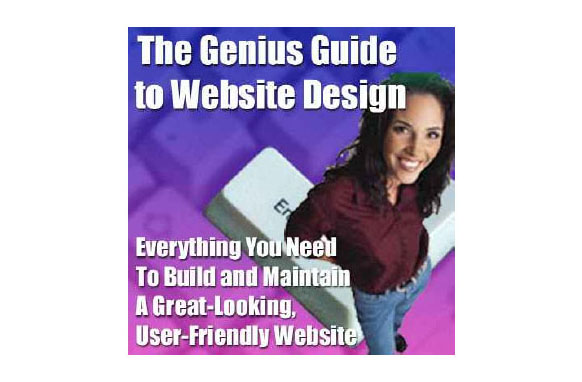 The Genius Guide
to Website Design
Everything You Need
To Build and Maintain
A Great-Looking,
User-Friendly Website